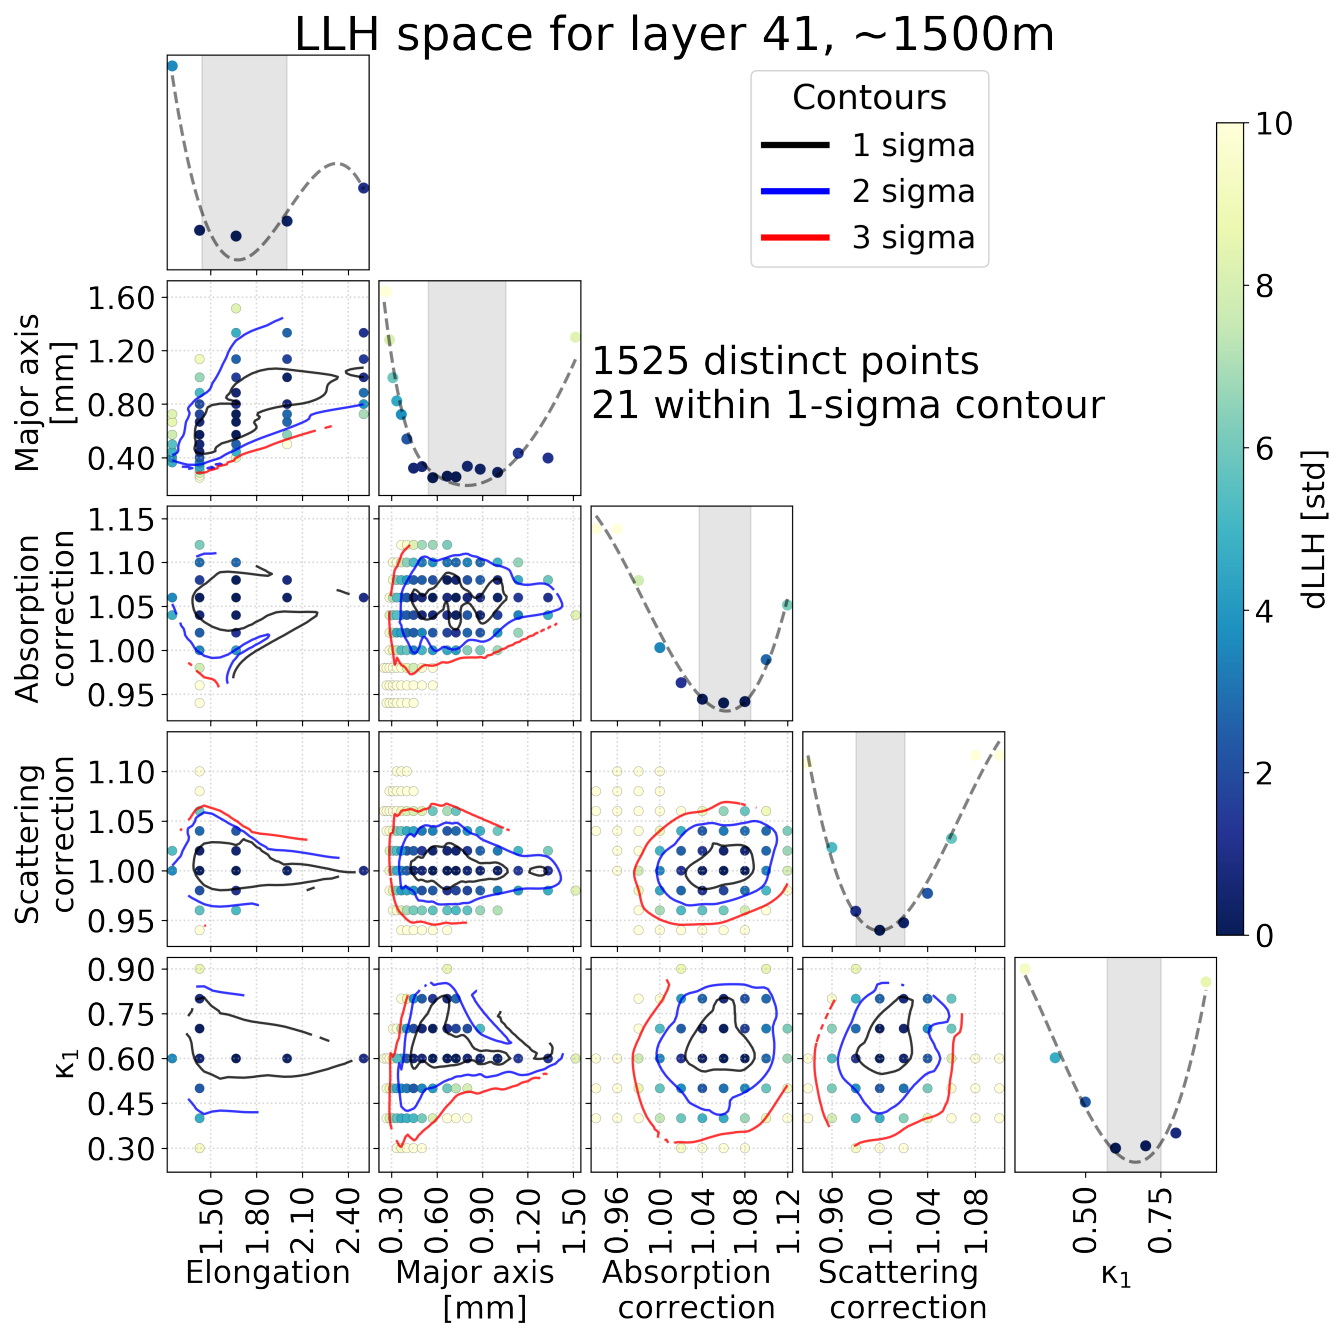 LLH space for layer 41, ~1500m
Contours
1 sigma
2 sigma
3 sigma
10
8
6
4
2
0
dLLH [std]
1525 distinct points
21 within 1-sigma contour
Major axis
[mm]
1.60
1.20
0.80
0.40
Absorption
correction
1.15
1.10
1.05
1.00
0.95
Scattering
correction
1.10
1.05
1.00
0.95
κ1
0.90
0.75
0.60
0.45
0.30
1.50
1.80
2.10
2.40
Elongation
0.30
0.60
0.90
1.20
1.50
Major axis
[mm]
0.96
1.00
1.04
1.08
1.12
Absorption
correction
0.96
1.00
1.04
1.08
Scattering
correction
0.50
0.75
κ1